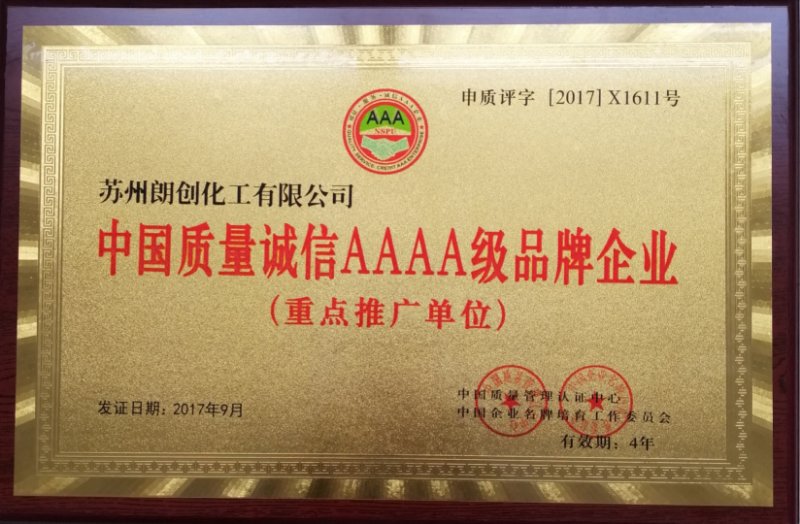 申质评字 [2017] X1611号
AAA
NSPU
苏州朗创化工有限公司
中国质量诚信AAAA级品牌企业
(重点推广单位)
发证日期: 2017年9月
中国质量管理认证中心
中国企业名牌培育工作委员会
有效期: 4年